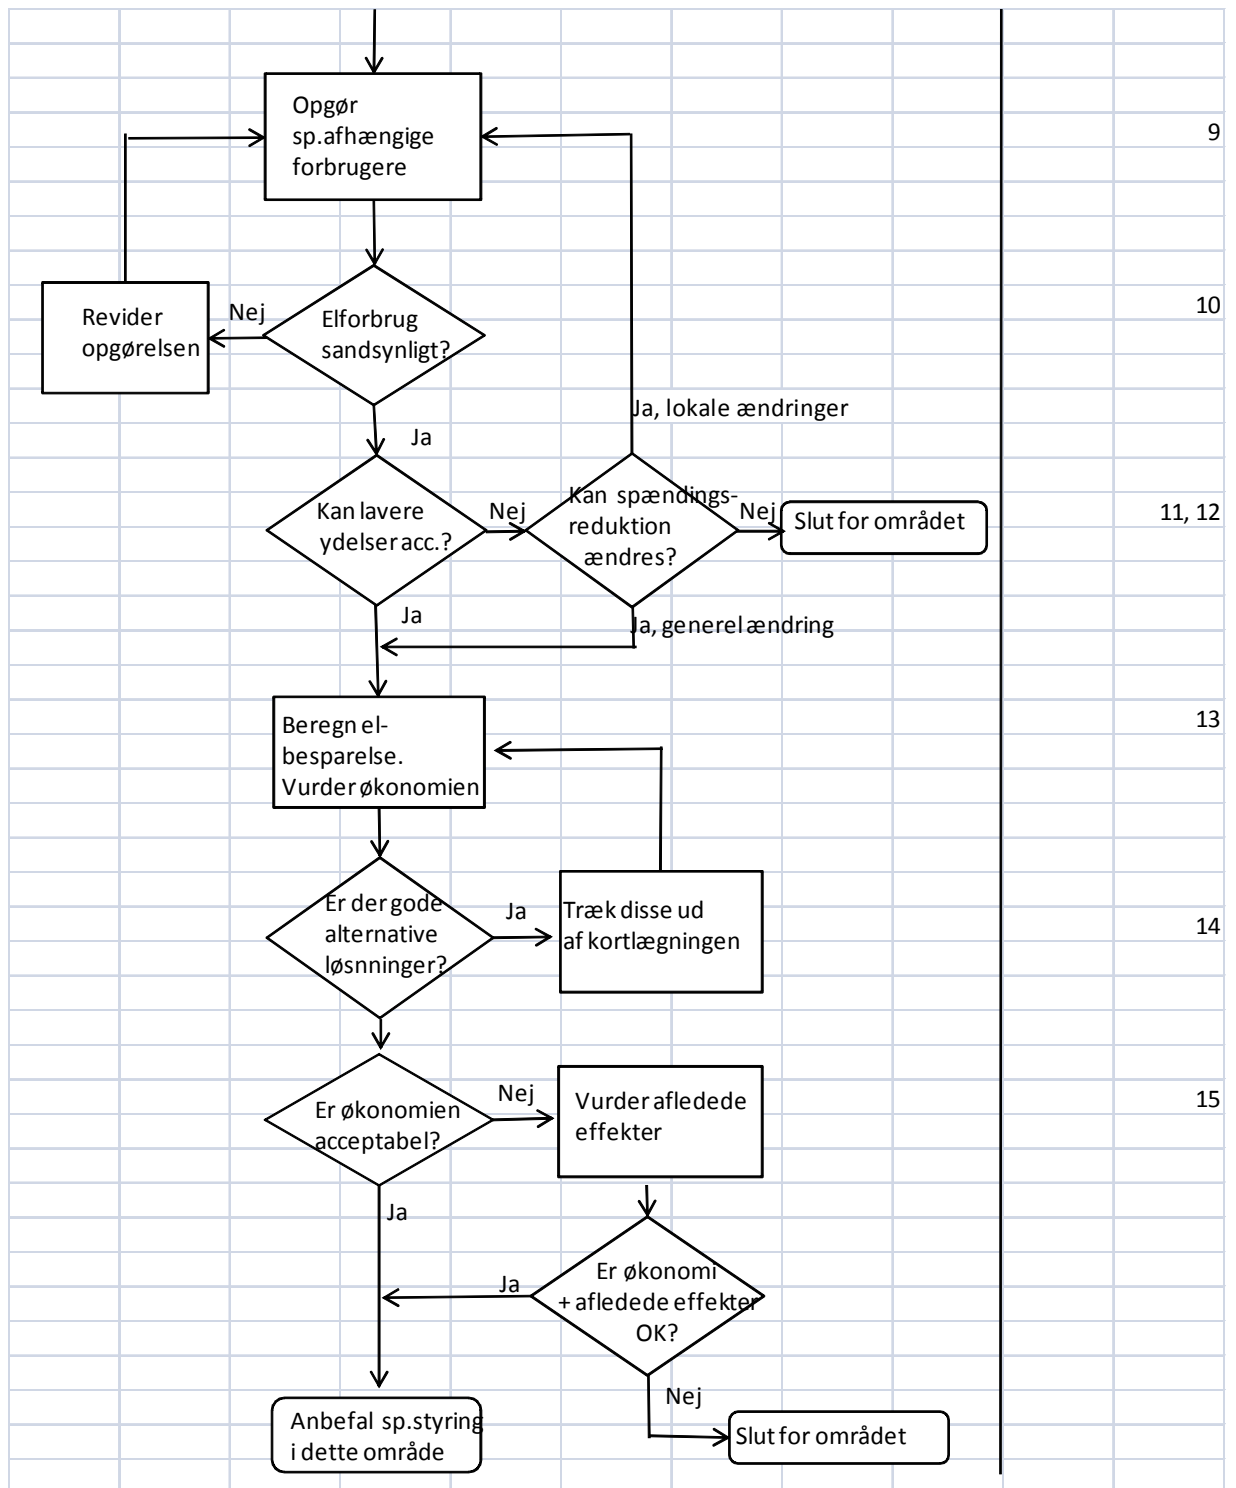 Opgør
sp.afhængige
forbrugere
9
Revider
opgørelsen
Nej
Elforbrug
sandsynligt?
10
Ja, lokale ændringer
Ja
Kan lavere
ydelser acc.?
Nej
Kan spændings-
reduktion
ændres?
Nej
Slut for området
11, 12
Ja
Ja, generel ændring
Beregn el-
besparelse.
Vurder økonomien
13
Er der gode
alternative
løsnninger?
Ja
Træk disse ud
af kortlægningen
14
Er økonomien
acceptabel?
Nej
Vurder afledede
effekter
15
Ja
Er økonomi
+ afledede effekter
OK?
Ja
Nej
Anbefal sp.styring
i dette område
Slut for området